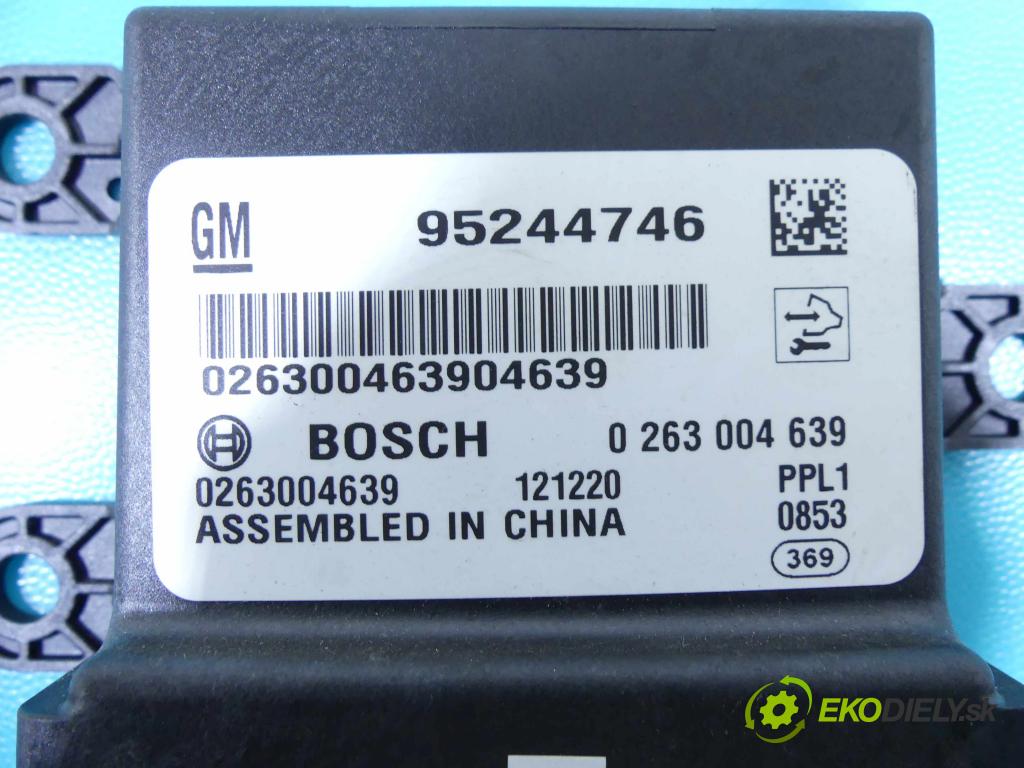 GM 95244746
026300463904639
BOSCH 0 263 004 639
0263004639 121220 PPL1
ASSEMBLED IN CHINA 0853
369
EKODIELY.sk